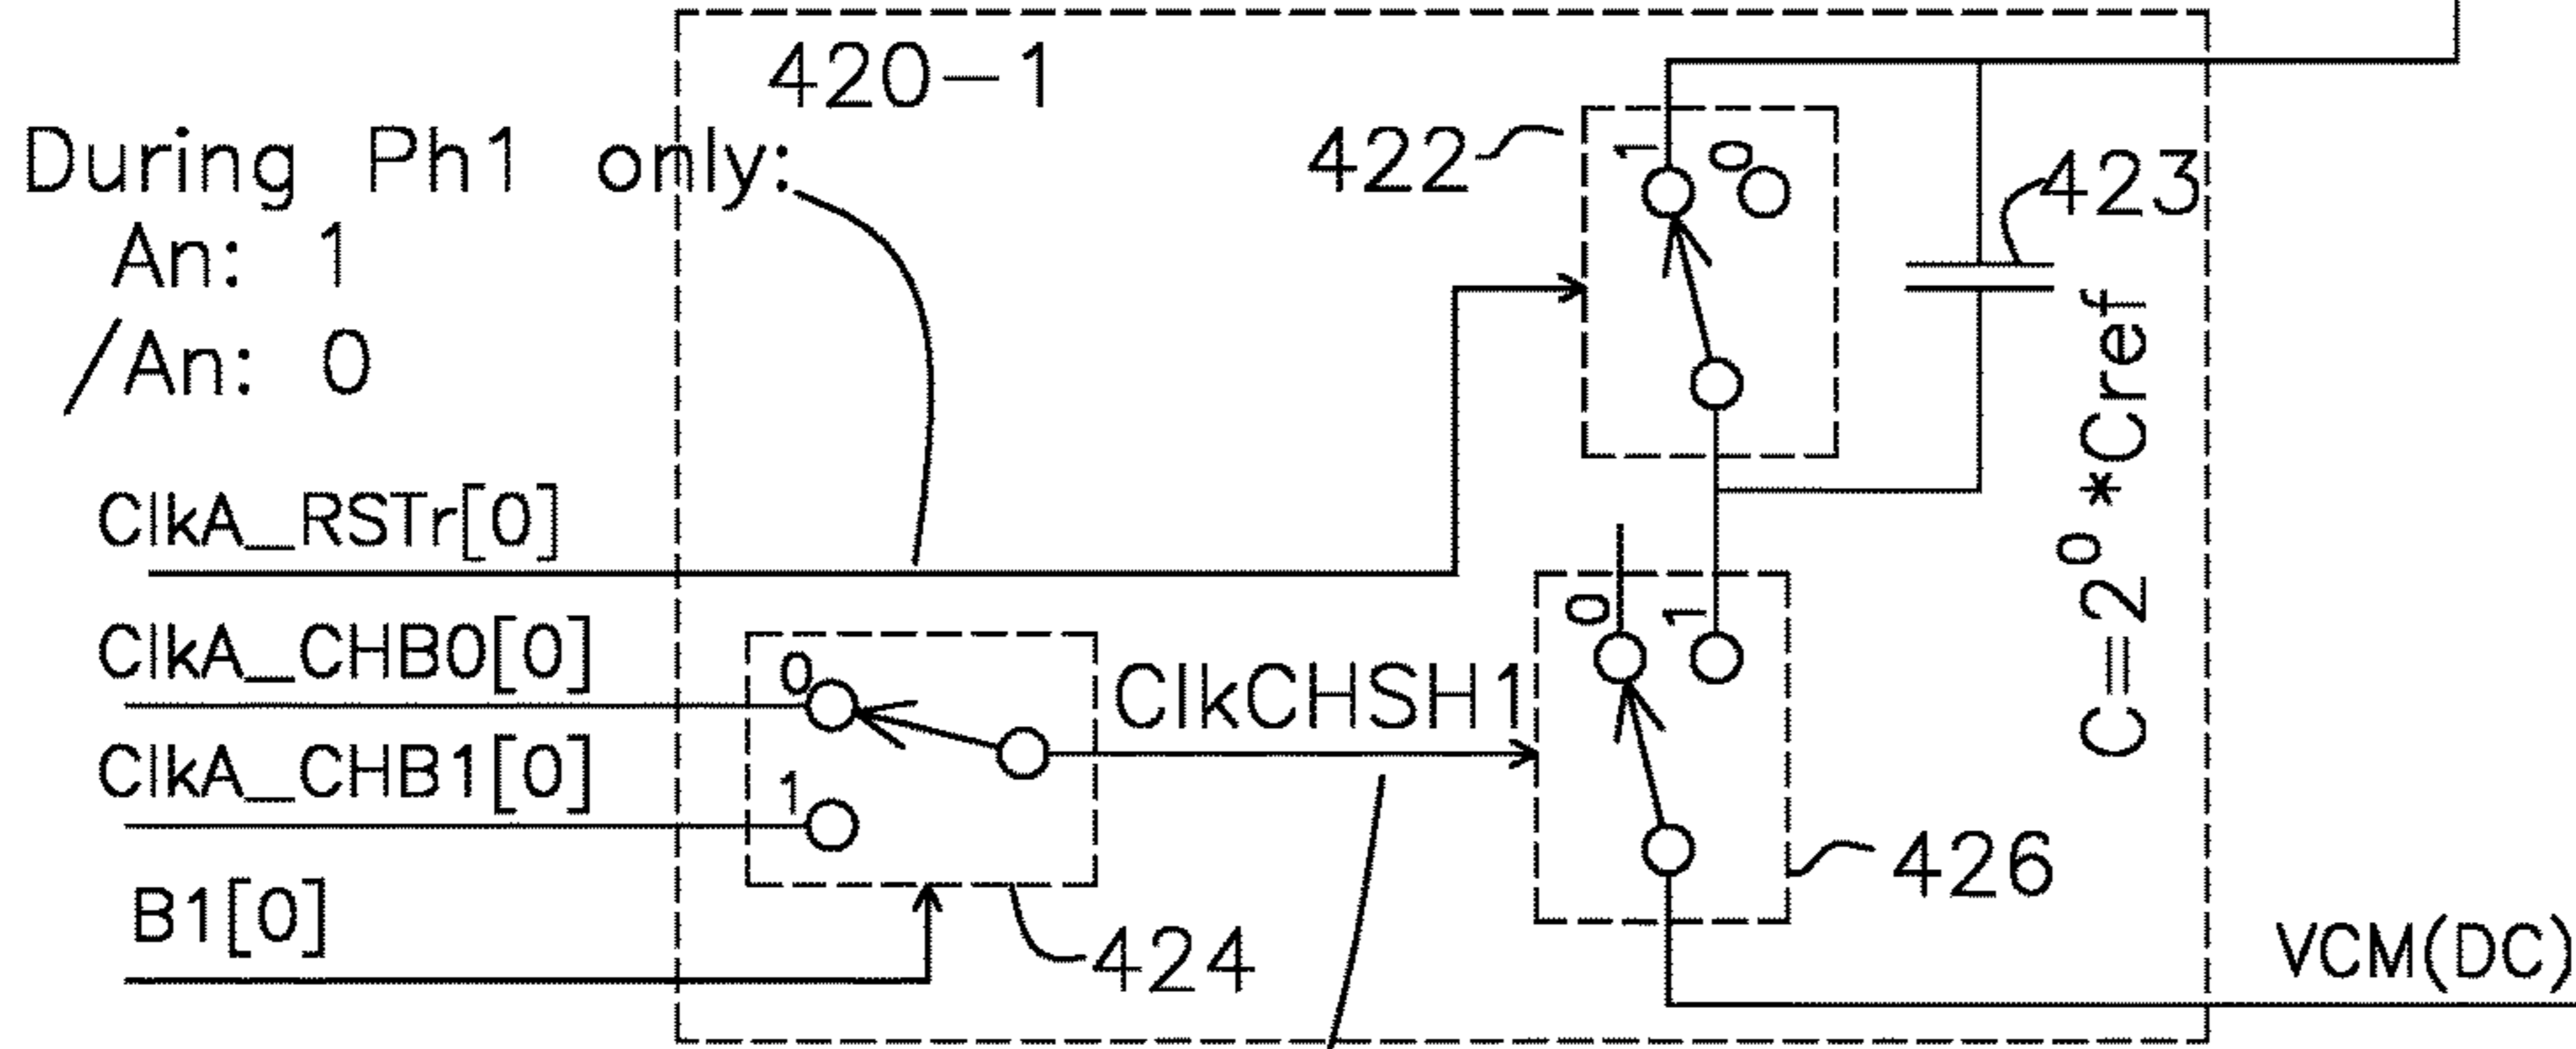 420-1
During Ph1 only:
An: 1
/An: 0
422
1
0
423
C=2⁰*Cref
ClkA_RSTr[0]
ClkA_CHB0[0]
0
ClkCHSH1
0
1
ClkA_CHB1[0]
1
426
B1[0]
424
VCM(DC)